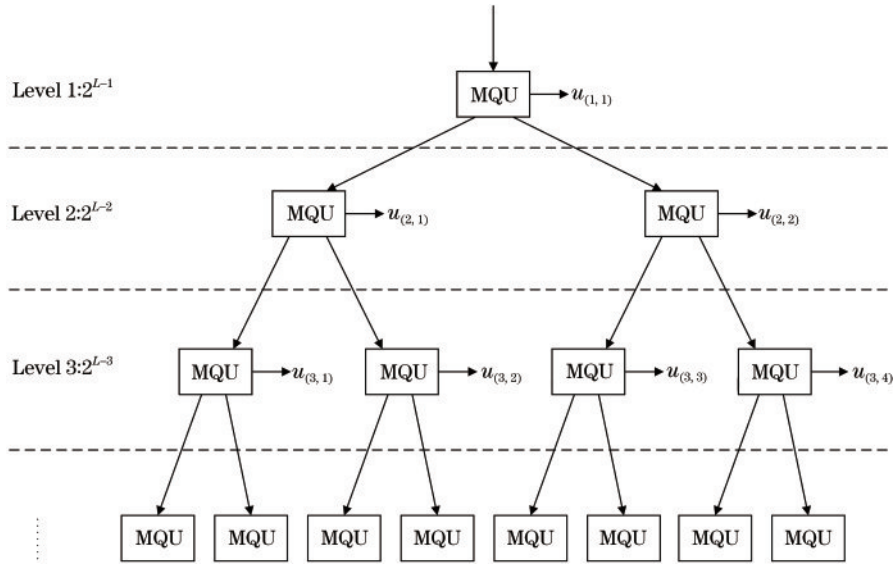 Level 1:2^{L-1}
MQU
u_{(1, 1)}
Level 2:2^{L-2}
MQU
u_{(2, 1)}
MQU
u_{(2, 2)}
Level 3:2^{L-3}
MQU
u_{(3, 1)}
MQU
u_{(3, 2)}
MQU
u_{(3, 3)}
MQU
u_{(3, 4)}
MQU
MQU
MQU
MQU
MQU
MQU
MQU
MQU